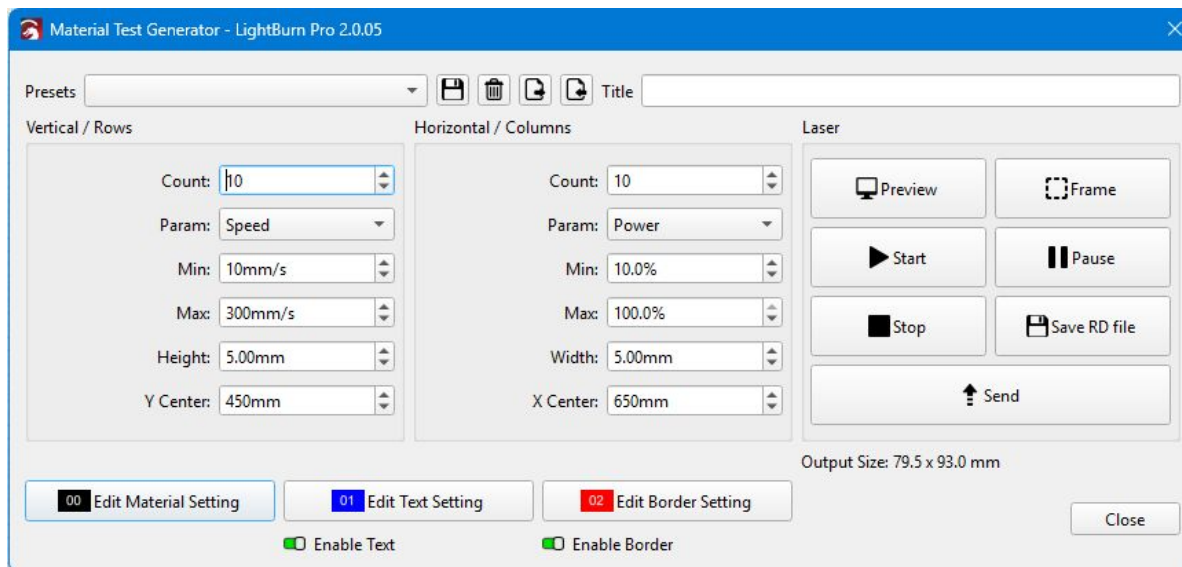 Material Test Generator - LightBurn Pro 2.0.05
Presets
Title
Vertical / Rows
Count: 10
Param: Speed
Min: 10mm/s
Max: 300mm/s
Height: 5.00mm
Y Center: 450mm
Horizontal / Columns
Count: 10
Param: Power
Min: 10.0%
Max: 100.0%
Width: 5.00mm
X Center: 650mm
Laser
Preview
Frame
Start
Pause
Stop
Save RD file
Send
Output Size: 79.5 x 93.0 mm
00 Edit Material Setting
01 Edit Text Setting
02 Edit Border Setting
Enable Text
Enable Border
Close